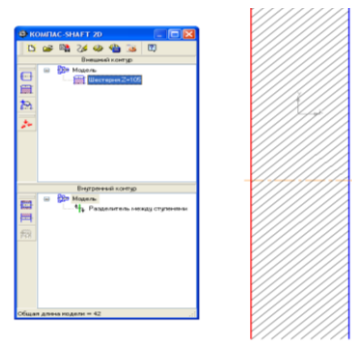 КОМПАС-SHAFT 2D
Внешний контур
Модель
Шестерня Z=105
Внутренний контур
Модель
Разделитель между ступенями
Общая длина модели = 42